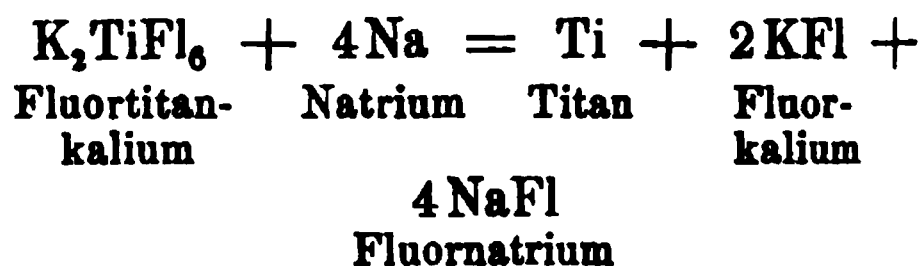 K₂TiFl₆ + 4Na = Ti + 2KFl +
Fluortitan- Natrium Titan Fluor-
kalium kalium
4NaFl
Fluornatrium